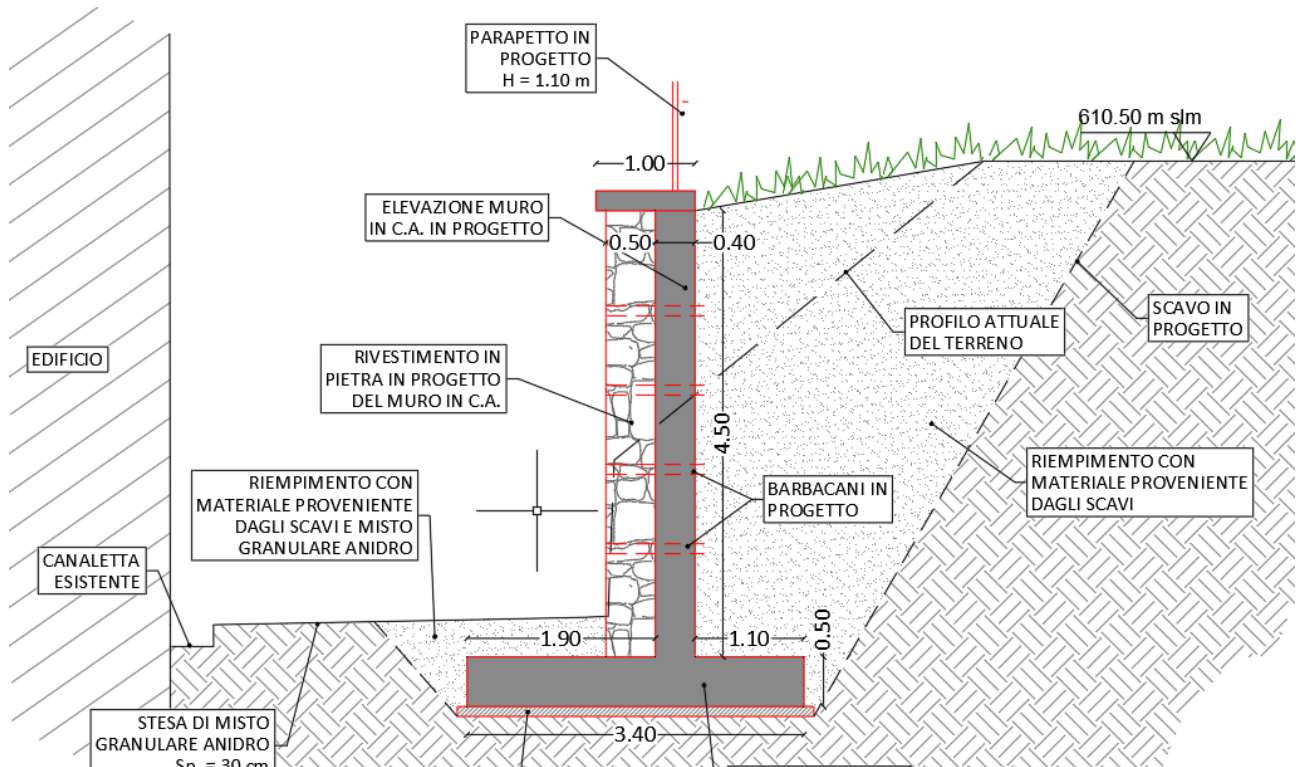 PARAPETTO IN
PROGETTO
H = 1.10 m
610.50 m slm
1.00
ELEVAZIONE MURO
IN C.A. IN PROGETTO
0.50
0.40
PROFILO ATTUALE
DEL TERRENO
SCAVO IN
PROGETTO
EDIFICIO
RIVESTIMENTO IN
PIETRA IN PROGETTO
DEL MURO IN C.A.
4.50
RIEMPIMENTO CON
MATERIALE PROVENIENTE
DAGLI SCAVI E MISTO
GRANULARE ANIDRO
BARBACANI IN
PROGETTO
RIEMPIMENTO CON
MATERIALE PROVENIENTE
DAGLI SCAVI
CANALETTA
ESISTENTE
1.90
1.10
0.50
STESA DI MISTO
GRANULARE ANIDRO
Sp. = 30 cm
3.40